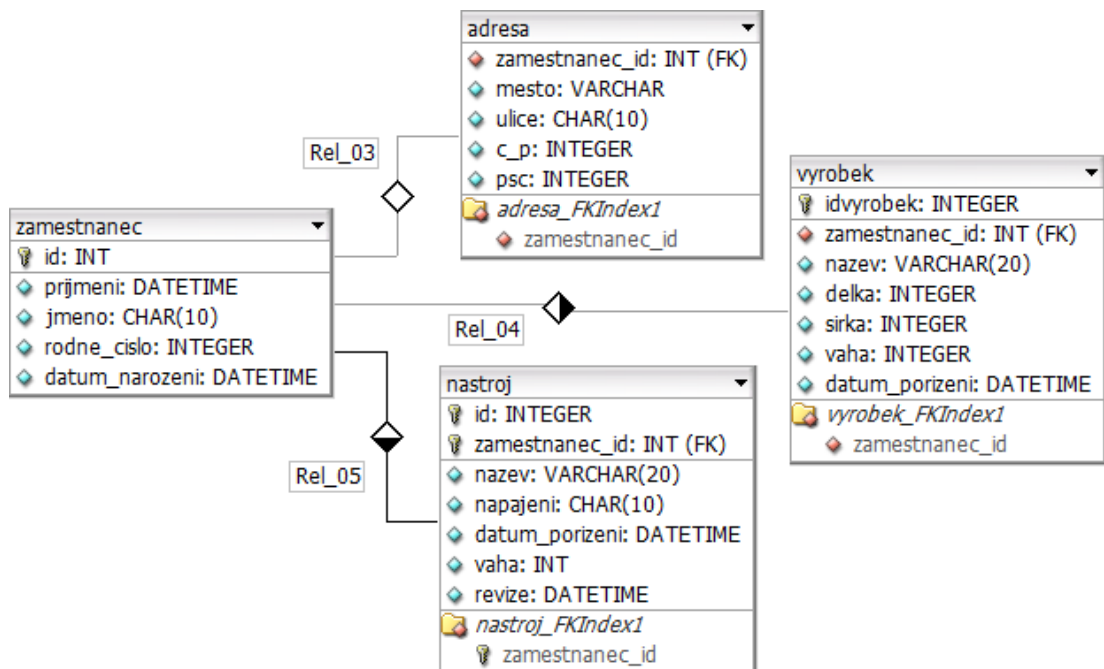 adresa
zamestnanec_id: INT (FK)
mesto: VARCHAR
ulice: CHAR(10)
c_p: INTEGER
psc: INTEGER
adresa_FKIndex1
zamestnanec_id
Rel_03
zamestnanec
id: INT
prijmeni: DATETIME
jmeno: CHAR(10)
rodne_cislo: INTEGER
datum_narozeni: DATETIME
Rel_04
vyrobek
idvyrobek: INTEGER
zamestnanec_id: INT (FK)
nazev: VARCHAR(20)
delka: INTEGER
sirka: INTEGER
vaha: INTEGER
datum_porizeni: DATETIME
vyrobek_FKIndex1
zamestnanec_id
Rel_05
nastroj
id: INTEGER
zamestnanec_id: INT (FK)
nazev: VARCHAR(20)
napajeni: CHAR(10)
datum_porizeni: DATETIME
vaha: INT
revize: DATETIME
nastroj_FKIndex1
zamestnanec_id